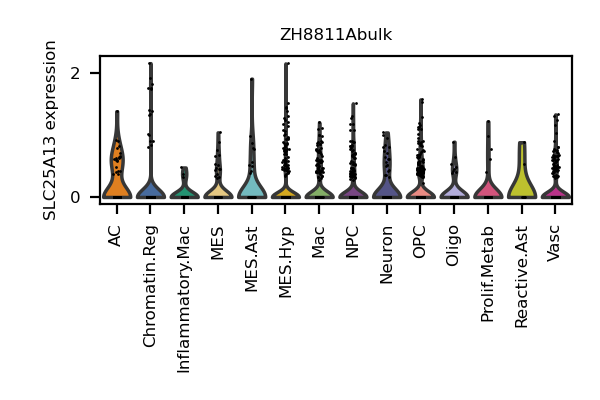 ZH8811Abulk
SLC25A13 expression
2
0
AC
Chromatin.Reg
Inflammatory.Mac
MES
MES.Ast
MES.Hyp
Mac
NPC
Neuron
OPC
Oligo
Prolif.Metab
Reactive.Ast
Vasc